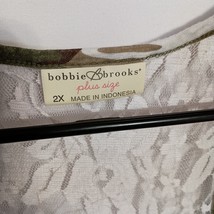 bobbie B brooks®
plus size
2X MADE IN INDONESIA